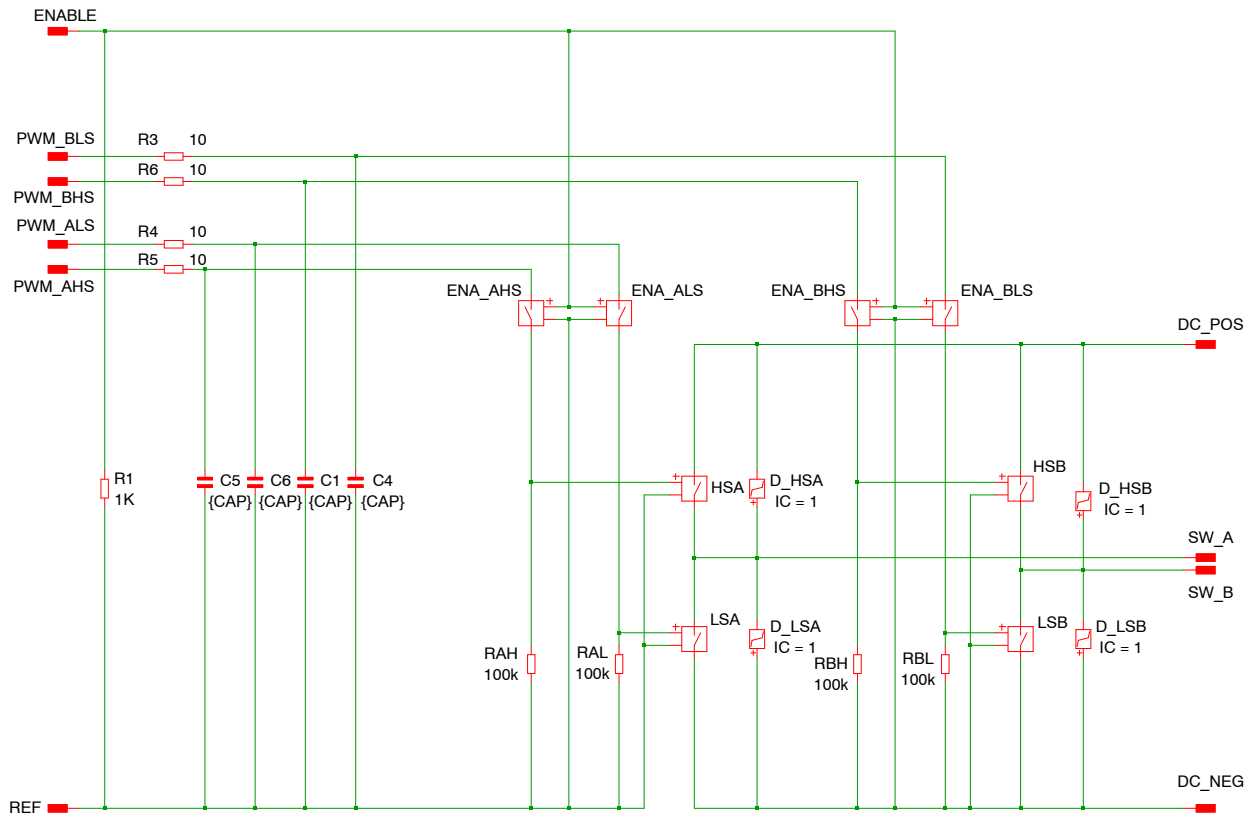 ENABLE
PWM_BLS
R3 10
R6 10
PWM_BHS
PWM_ALS
R4 10
R5 10
PWM_AHS
ENA_AHS
ENA_ALS
ENA_BHS
ENA_BLS
DC_POS
R1
1K
C5
{CAP}
C6
{CAP}
C1
{CAP}
C4
{CAP}
HSA
D_HSA
IC = 1
HSB
D_HSB
IC = 1
SW_A
SW_B
LSA
D_LSA
IC = 1
LSB
D_LSB
IC = 1
RAH
100k
RAL
100k
RBH
100k
RBL
100k
REF
DC_NEG